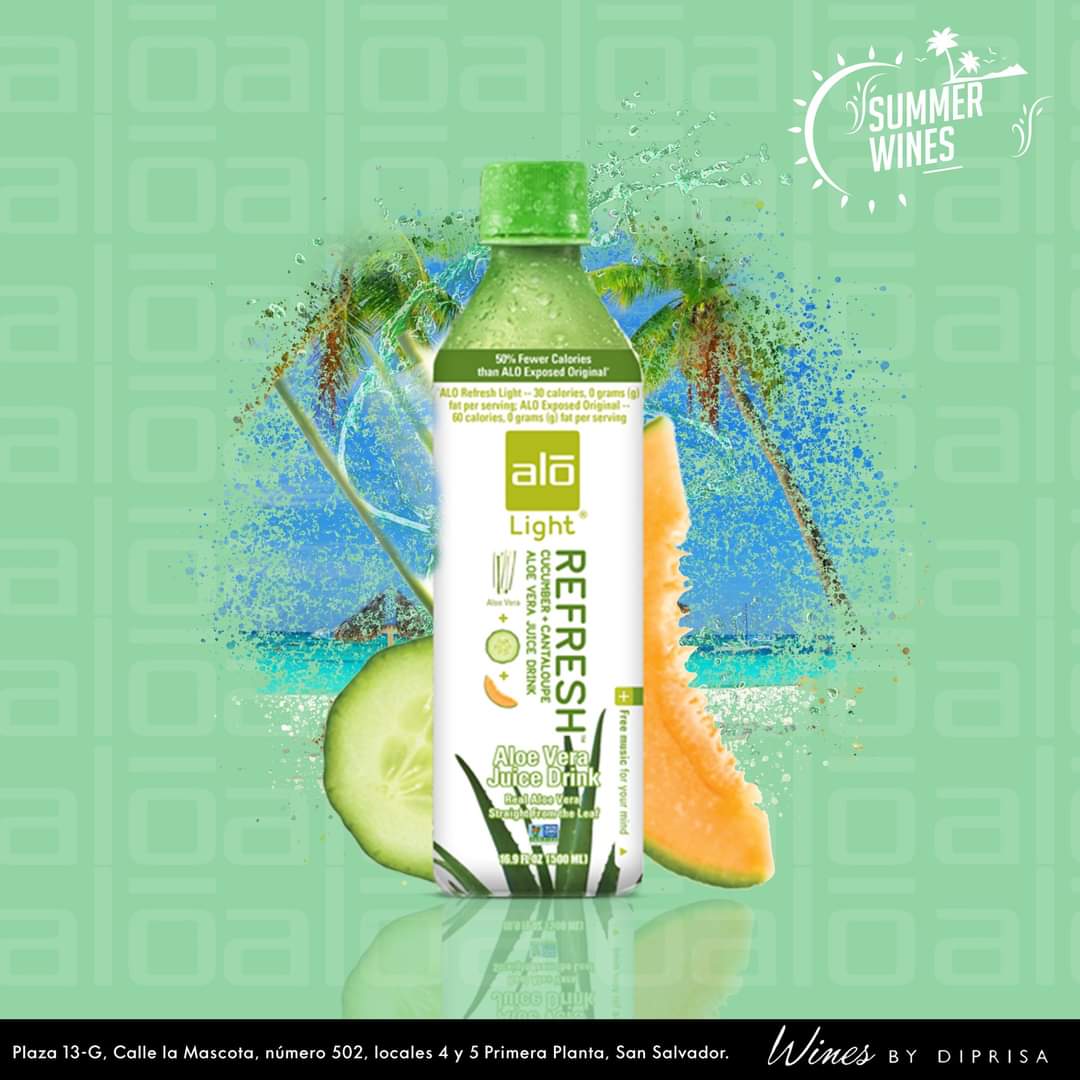 SUMMER
WINES
50% Fewer Calories
than ALO Exposed Original*
ALO Refresh Light -- 30 calories, 0 grams (g)
fat per serving; ALO Exposed Original --
60 calories, 0 grams (g) fat per serving
alō
Light®
REFRESH™
CUCUMBER + CANTALOUPE
ALOE VERA JUICE DRINK
Aloe Vera
+
+
+ Free music for your mind
Aloe Vera
Juice Drink
Real Aloe Vera
Straight From the Leaf
16.9 FL OZ (500 ML)
Plaza 13-G, Calle la Mascota, número 502, locales 4 y 5 Primera Planta, San Salvador.
Wines BY DIPRISA